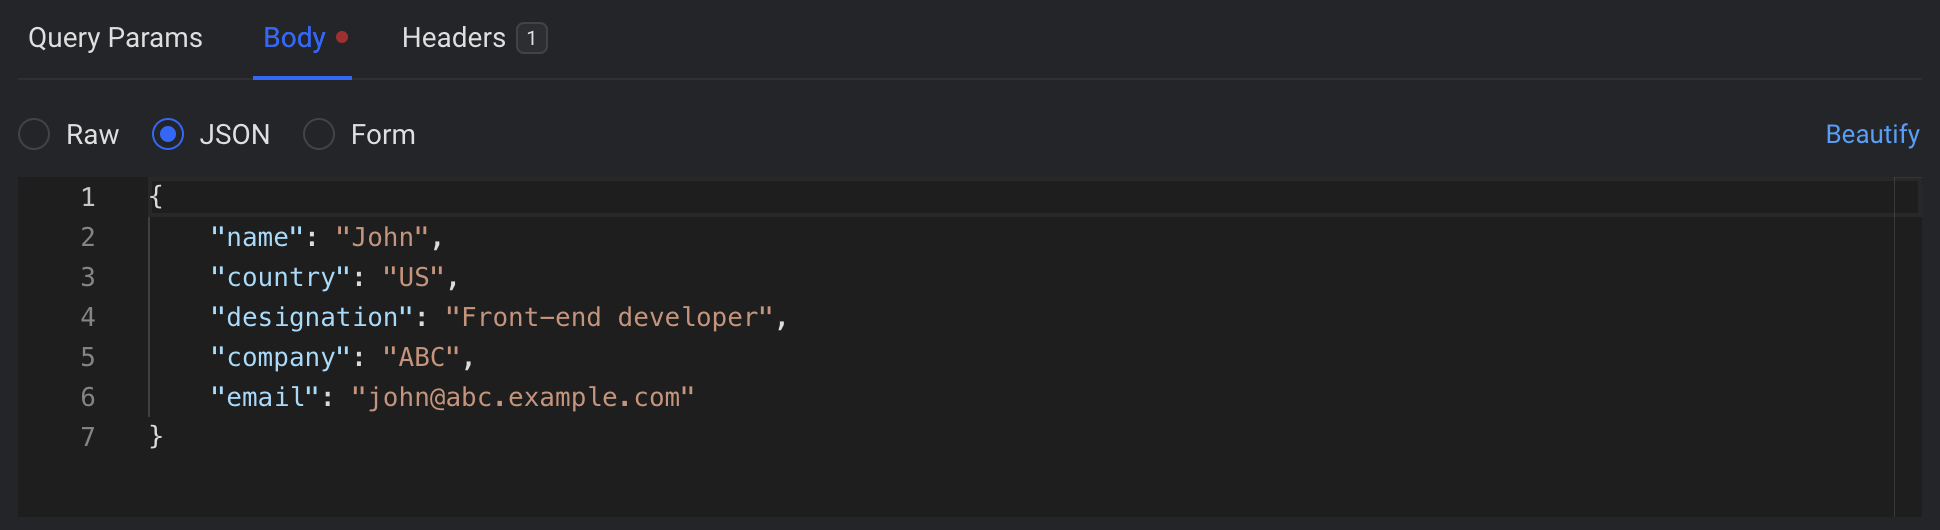 Query Params Body Headers 1
Raw JSON Form Beautify
1 {
2 "name": "John",
3 "country": "US",
4 "designation": "Front-end developer",
5 "company": "ABC",
6 "email": "john@abc.example.com"
7 }